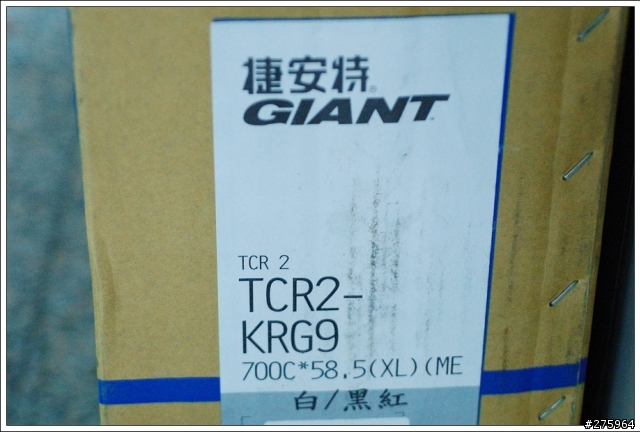 捷安特®
GIANT
TCR 2
TCR2-
KRG9
700C*58.5(XL)(ME
白/黑紅
#275964